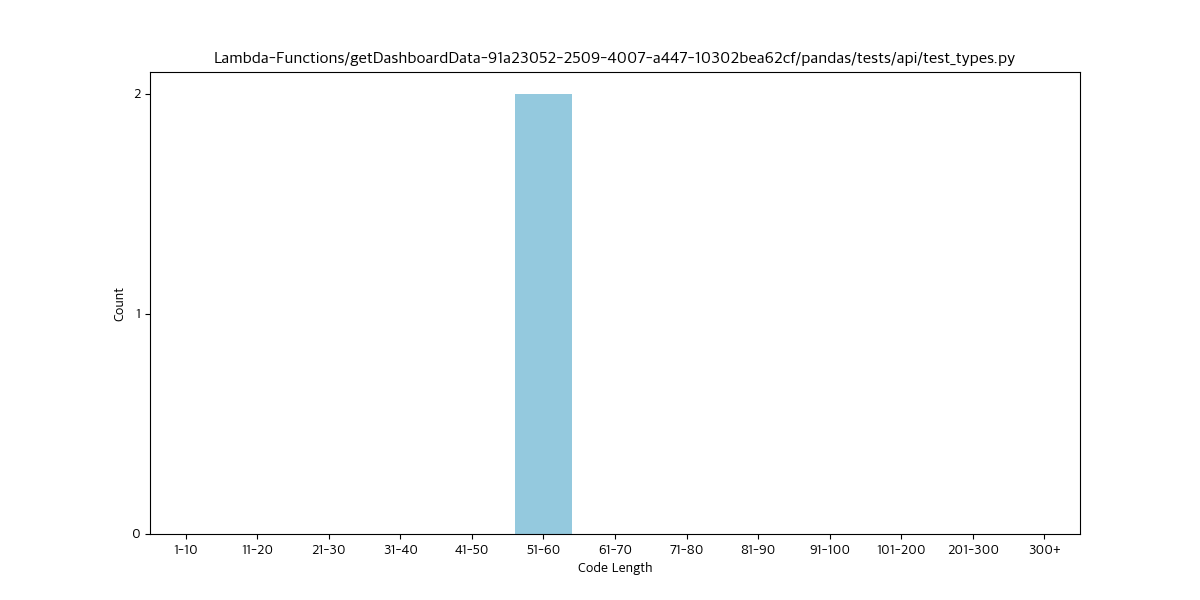 Lambda-Functions/getDashboardData-91a23052-2509-4007-a447-10302bea62cf/pandas/tests/api/test_types.py
Count
2
1
0
1-10 11-20 21-30 31-40 41-50 51-60 61-70 71-80 81-90 91-100 101-200 201-300 300+
Code Length